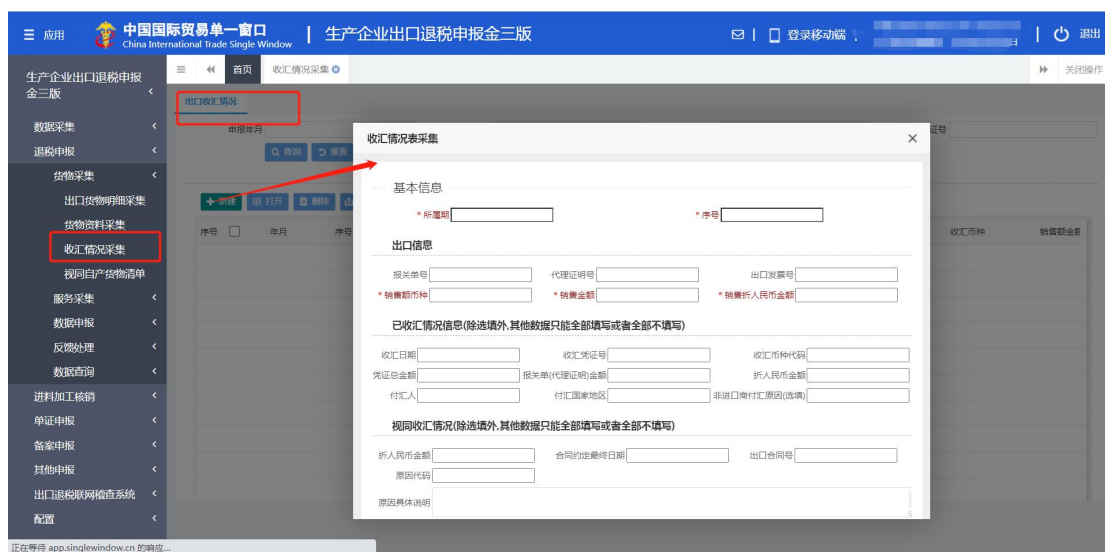 应用 中国国际贸易单一窗口 | 生产企业出口退税申报金三版 登录移动端 退出
China International Trade Single Window
生产企业出口退税申报金三版
首页 收汇情况采集 关闭操作
出口收汇情况
数据采集
退税申报
货物采集
出口货物明细采集
货物资料采集
收汇情况采集
视同自产货物清单
服务采集
数据申报
反馈处理
数据查询
进料加工核销
单证申报
备案申报
其他申报
出口退税联网稽查系统
配置
申报年月 证号
查询 重置
新建 打开 删除
序号 年月 序号 收汇币种 销售额金额
收汇情况表采集
基本信息
*所属期 *序号
出口信息
报关单号 代理证明号 出口发票号
*销售额币种 *销售金额 *销售折人民币金额
已收汇情况信息(除选填外,其他数据只能全部填写或者全部不填写)
收汇日期 收汇凭证号 收汇币种代码
凭证总金额 报关单(代理证明)金额 折人民币金额
付汇人 付汇国家地区 非进口商付汇原因(选填)
视同收汇情况(除选填外,其他数据只能全部填写或者全部不填写)
折人民币金额 合同约定最终日期 出口合同号
原因代码
原因具体说明
正在等待 app.singlewindow.cn 的响应...